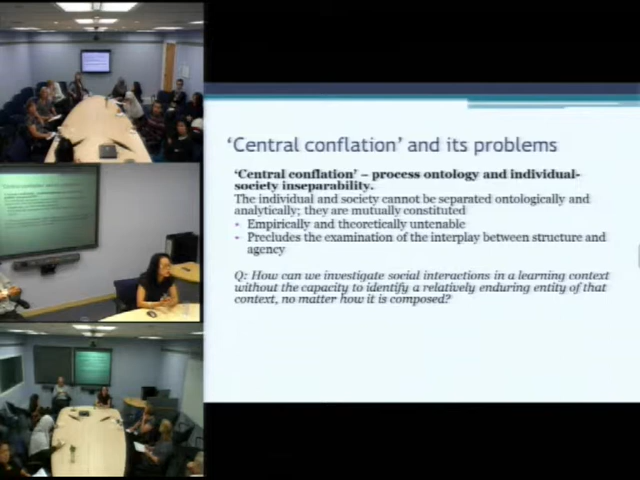 ‘Central conflation’ and its problems
‘Central conflation’ – process ontology and individual-
society inseparability.
The individual and society cannot be separated ontologically and
analytically; they are mutually constituted
• Empirically and theoretically untenable
• Precludes the examination of the interplay between structure and
agency
Q: How can we investigate social interactions in a learning context
without the capacity to identify a relatively enduring entity of that
context, no matter how it is composed?